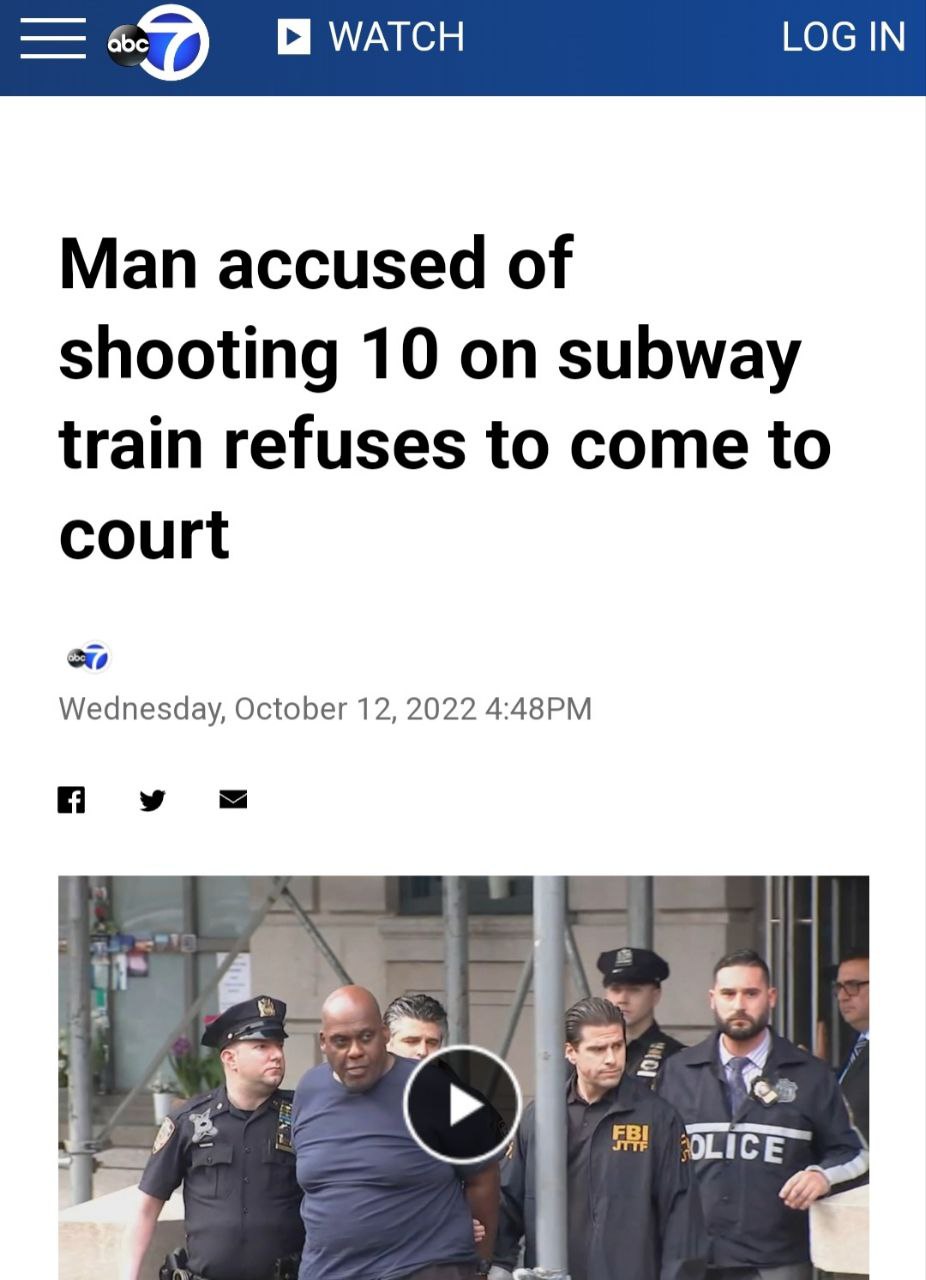 abc 7 WATCH LOG IN
Man accused of
shooting 10 on subway
train refuses to come to
court
abc 7
Wednesday, October 12, 2022 4:48PM
FBI
JTTF
OLICE